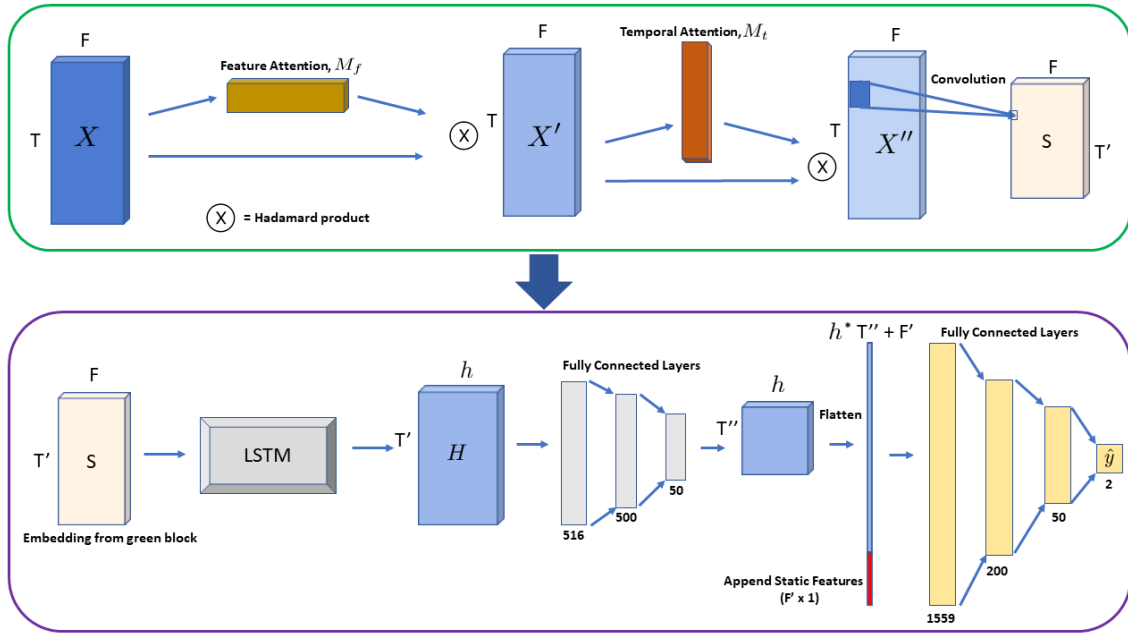 F
Feature Attention, M_f
T
X
F
X
T
X′
Temporal Attention, M_t
F
X
T
X″
Convolution
F
S
T'
X = Hadamard product
F
T'
S
Embedding from green block
LSTM
h
T'
H
Fully Connected Layers
516
500
50
h
T''
Flatten
h* T'' + F'
Append Static Features
(F' x 1)
Fully Connected Layers
1559
200
50
ŷ
2